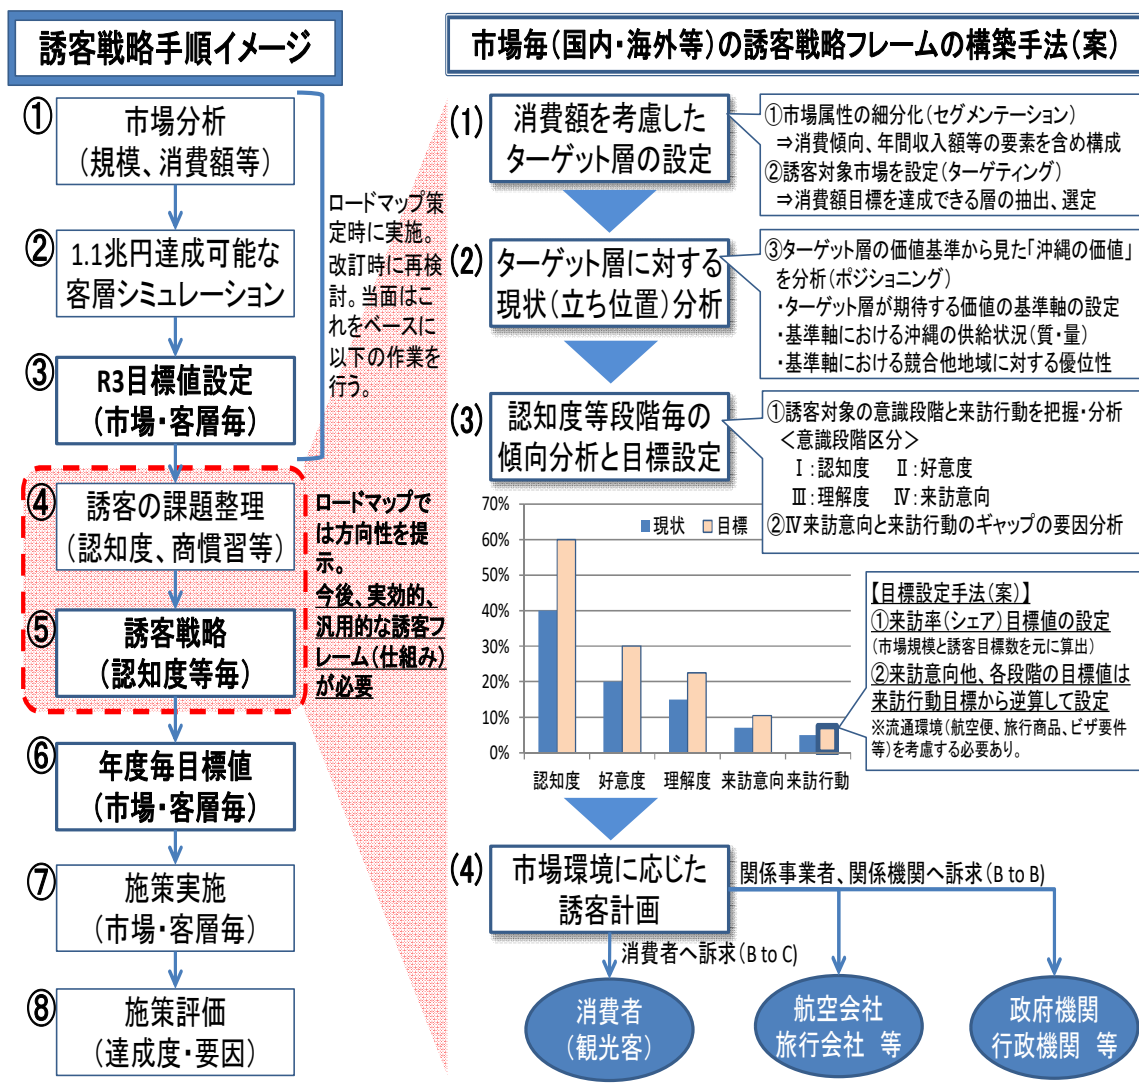 誘客戦略手順イメージ
①
市場分析
(規模、消費額等)
②
1.1兆円達成可能な
客層シミュレーション
③
R3目標値設定
(市場・客層毎)
ロードマップ策
定時に実施。
改訂時に再検
討。当面はこ
れをベースに
以下の作業を
行う。
④
誘客の課題整理
(認知度、商慣習等)
⑤
誘客戦略
(認知度等毎)
ロードマップで
は方向性を提
示。
今後、実効的、
汎用的な誘客フ
レーム(仕組み)
が必要
⑥
年度毎目標値
(市場・客層毎)
⑦
施策実施
(市場・客層毎)
⑧
施策評価
(達成度・要因)
市場毎(国内・海外等)の誘客戦略フレームの構築手法(案)
(1)
消費額を考慮した
ターゲット層の設定
①市場属性の細分化(セグメンテーション)
⇒消費傾向、年間収入額等の要素を含め構成
②誘客対象市場を設定(ターゲティング)
⇒消費額目標を達成できる層の抽出、選定
(2)
ターゲット層に対する
現状(立ち位置)分析
③ターゲット層の価値基準から見た「沖縄の価値」
を分析(ポジショニング)
・ターゲット層が期待する価値の基準軸の設定
・基準軸における沖縄の供給状況(質・量)
・基準軸における競合他地域に対する優位性
(3)
認知度等段階毎の
傾向分析と目標設定
①誘客対象の意識段階と来訪行動を把握・分析
<意識段階区分>
Ⅰ:認知度 Ⅱ:好意度
Ⅲ:理解度 Ⅳ:来訪意向
②Ⅳ来訪意向と来訪行動のギャップの要因分析
70%
60%
50%
40%
30%
20%
10%
0%
現状 目標
認知度 好意度 理解度 来訪意向 来訪行動
【目標設定手法(案)】
①来訪率(シェア)目標値の設定
(市場規模と誘客目標数を元に算出)
②来訪意向他、各段階の目標値は
来訪行動目標から逆算して設定
※流通環境(航空便、旅行商品、ビザ要件
等)を考慮する必要あり。
(4)
市場環境に応じた
誘客計画
関係事業者、関係機関へ訴求(B to B)
消費者へ訴求(B to C)
消費者
(観光客)
航空会社
旅行会社 等
政府機関
行政機関 等